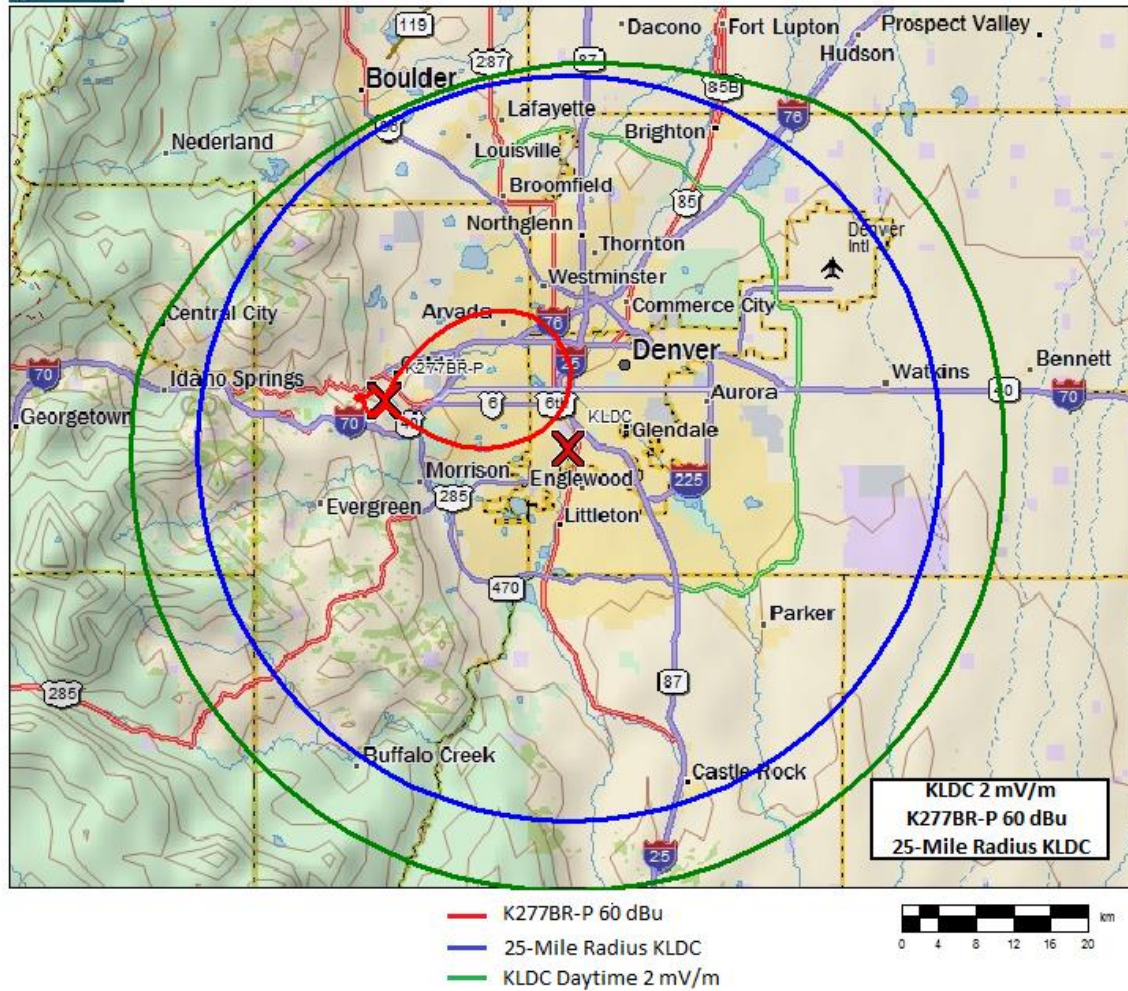 119
Dacono
Fort Lupton
Prospect Valley
Hudson
287
87
Boulder
85B
76
Lafayette
Brighton
Nederland
Louisville
Broomfield
85
Northglenn
Thornton
Denver
Intl
Westminster
Commerce City
Central City
Arvada
76
25
Denver
K277BR-P
70
Idaho Springs
Watkins
Bennett
40
70
Aurora
6
6th
Georgetown
70
40
KLDC
Glendale
Morrison
Englewood
225
285
Evergreen
Littleton
470
Parker
87
285
Buffalo Creek
Castle Rock
25
KLDC 2 mV/m
K277BR-P 60 dBu
25-Mile Radius KLDC
K277BR-P 60 dBu
25-Mile Radius KLDC
KLDC Daytime 2 mV/m
km
0 4 8 12 16 20